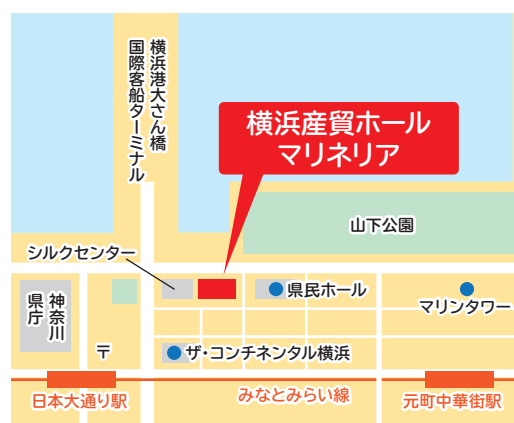 横浜港大さん橋
国際客船ターミナル
横浜産貿ホール
マリネリア
山下公園
シルクセンター
県民ホール
マリンタワー
神奈川
県庁
〒
ザ・コンチネンタル横浜
みなとみらい線
日本大通り駅
元町中華街駅